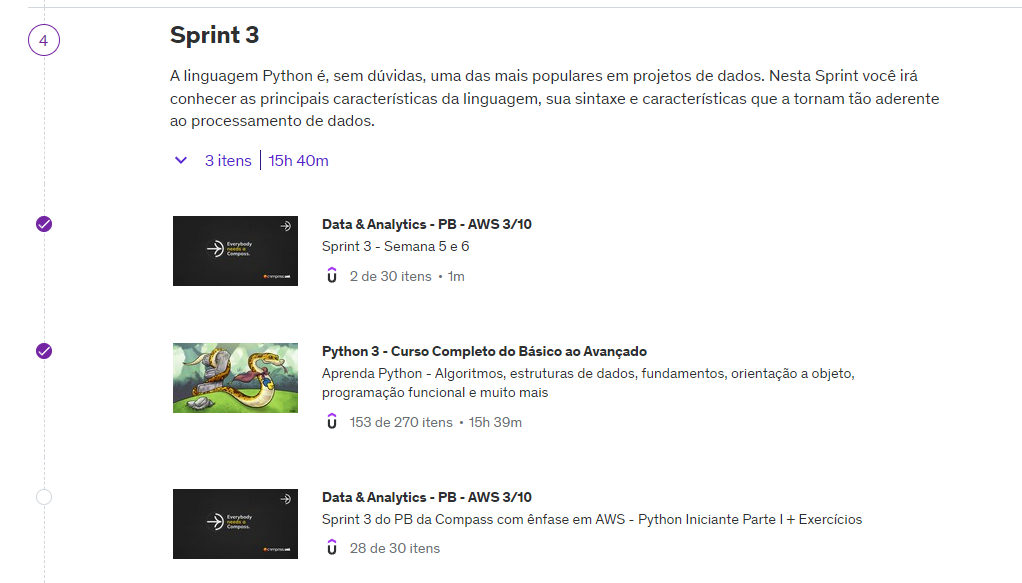 4
Sprint 3
A linguagem Python é, sem dúvidas, uma das mais populares em projetos de dados. Nesta Sprint você irá
conhecer as principais características da linguagem, sua sintaxe e características que a tornam tão aderente
ao processamento de dados.
3 itens | 15h 40m
Everybody
needs a
Compass.
compass.uol
Data & Analytics - PB - AWS 3/10
Sprint 3 - Semana 5 e 6
2 de 30 itens • 1m
Python 3 - Curso Completo do Básico ao Avançado
Aprenda Python - Algoritmos, estruturas de dados, fundamentos, orientação a objeto,
programação funcional e muito mais
153 de 270 itens • 15h 39m
Everybody
needs a
Compass.
compass.uol
Data & Analytics - PB - AWS 3/10
Sprint 3 do PB da Compass com ênfase em AWS - Python Iniciante Parte I + Exercícios
28 de 30 itens